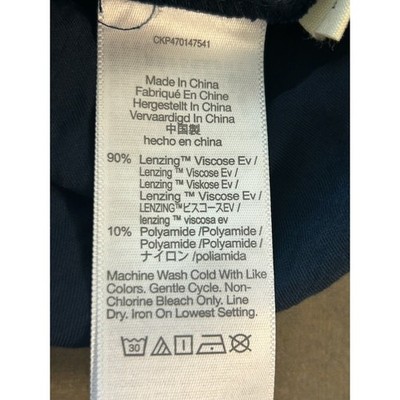 CKP470147541
Made In China
Fabriqué En Chine
Hergestellt In China
Vervaardigd In China
中国製
hecho en china
90% Lenzing™ Viscose Ev /
Lenzing™ Viscose Ev /
Lenzing™ Viskose Ev /
Lenzing™ Viscose Ev /
LENZING™ビスコースEV /
lenzing ™ viscosa ev
10% Polyamide /Polyamide /
Polyamide /Polyamide /
ナイロン /poliamida
Machine Wash Cold With Like
Colors. Gentle Cycle. Non-
Chlorine Bleach Only. Line
Dry. Iron On Lowest Setting.
30